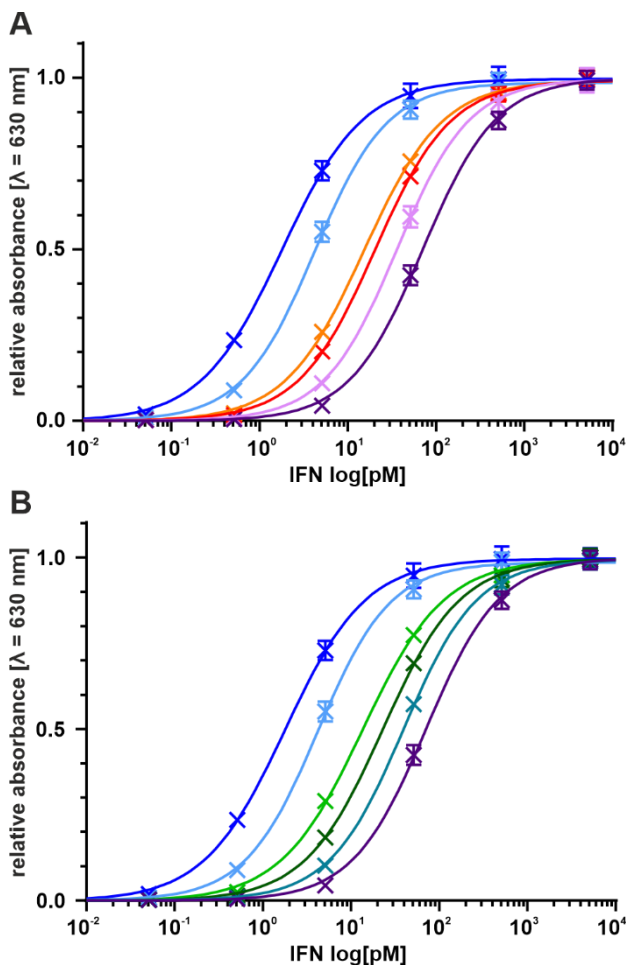 A
relative absorbance [λ = 630 nm]
1.0
0.5
0.0
10-2 10-1 100 101 102 103 104
IFN log[pM]
B
relative absorbance [λ = 630 nm]
1.0
0.5
0.0
10-2 10-1 100 101 102 103 104
IFN log[pM]